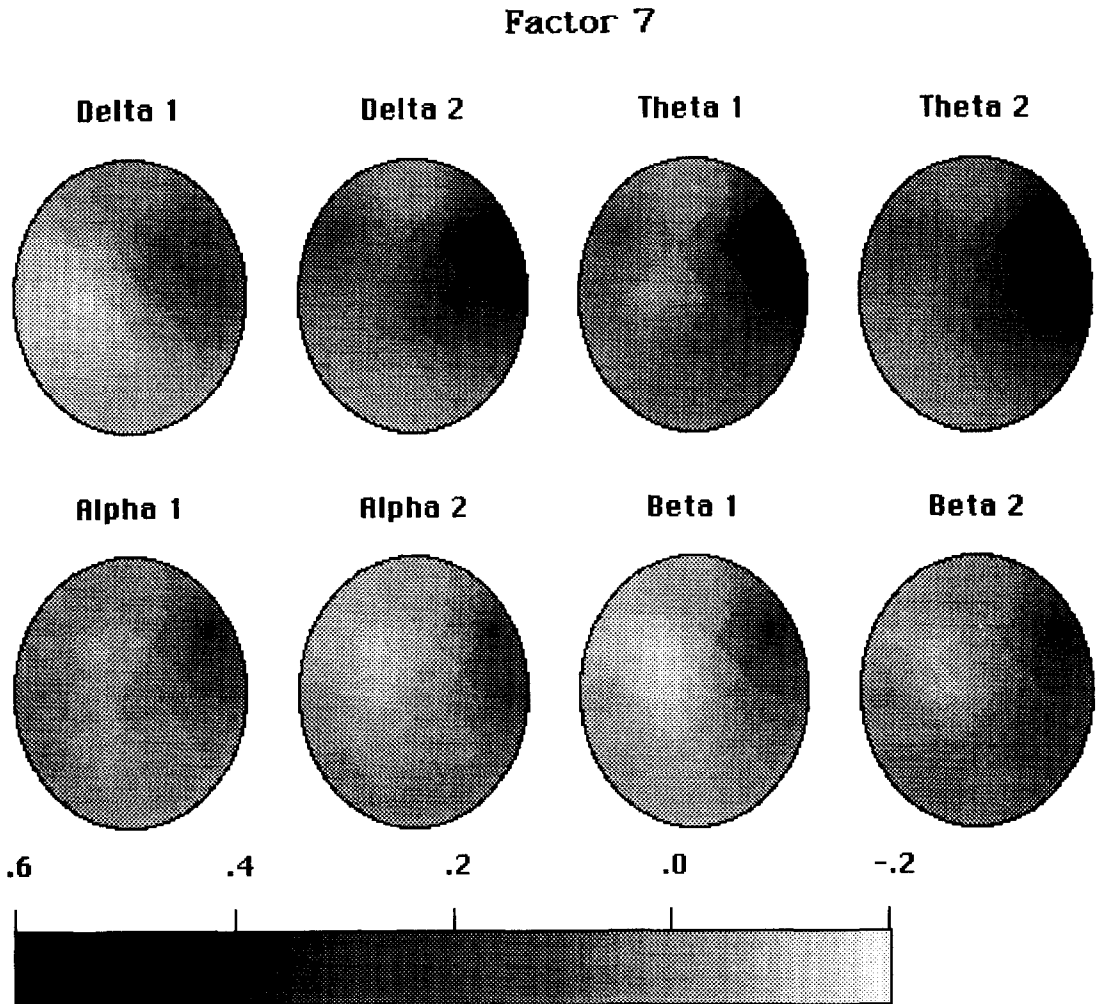 Factor 7
Delta 1 Delta 2 Theta 1 Theta 2
Alpha 1 Alpha 2 Beta 1 Beta 2
.6 .4 .2 .0 -.2